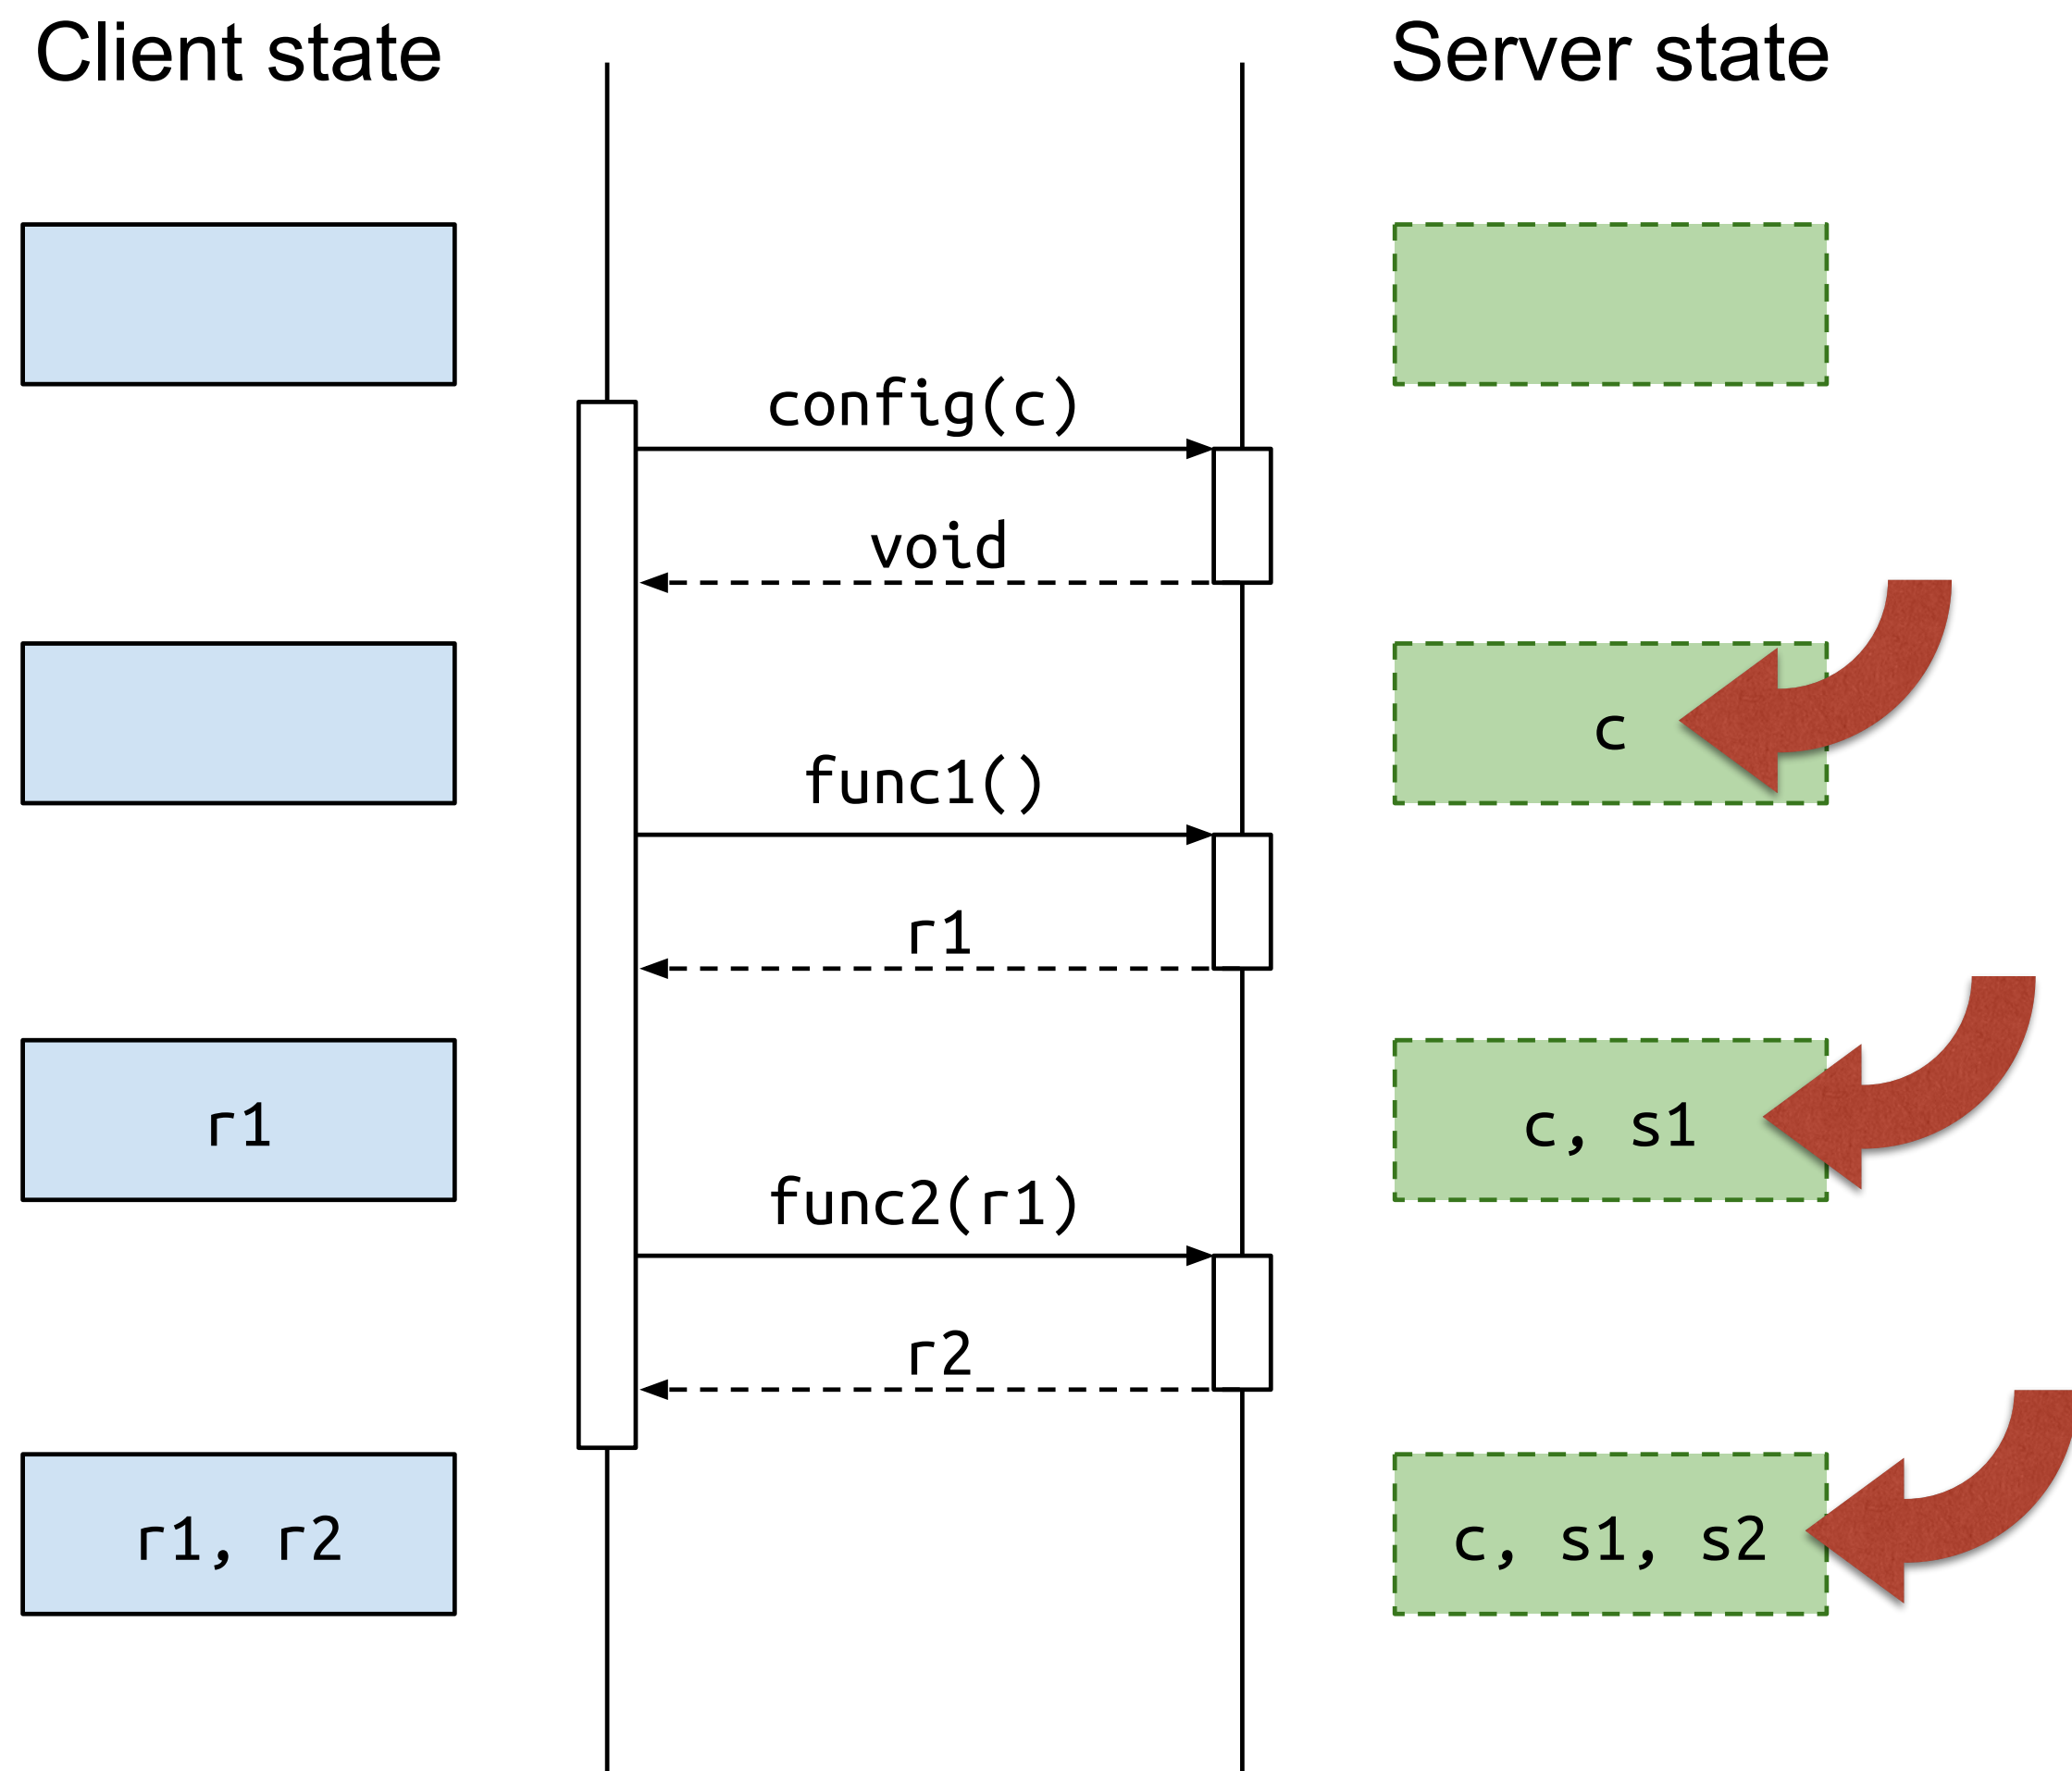 Client state
Server state
config(c)
void
c
func1()
r1
r1
c, s1
func2(r1)
r2
r1, r2
c, s1, s2